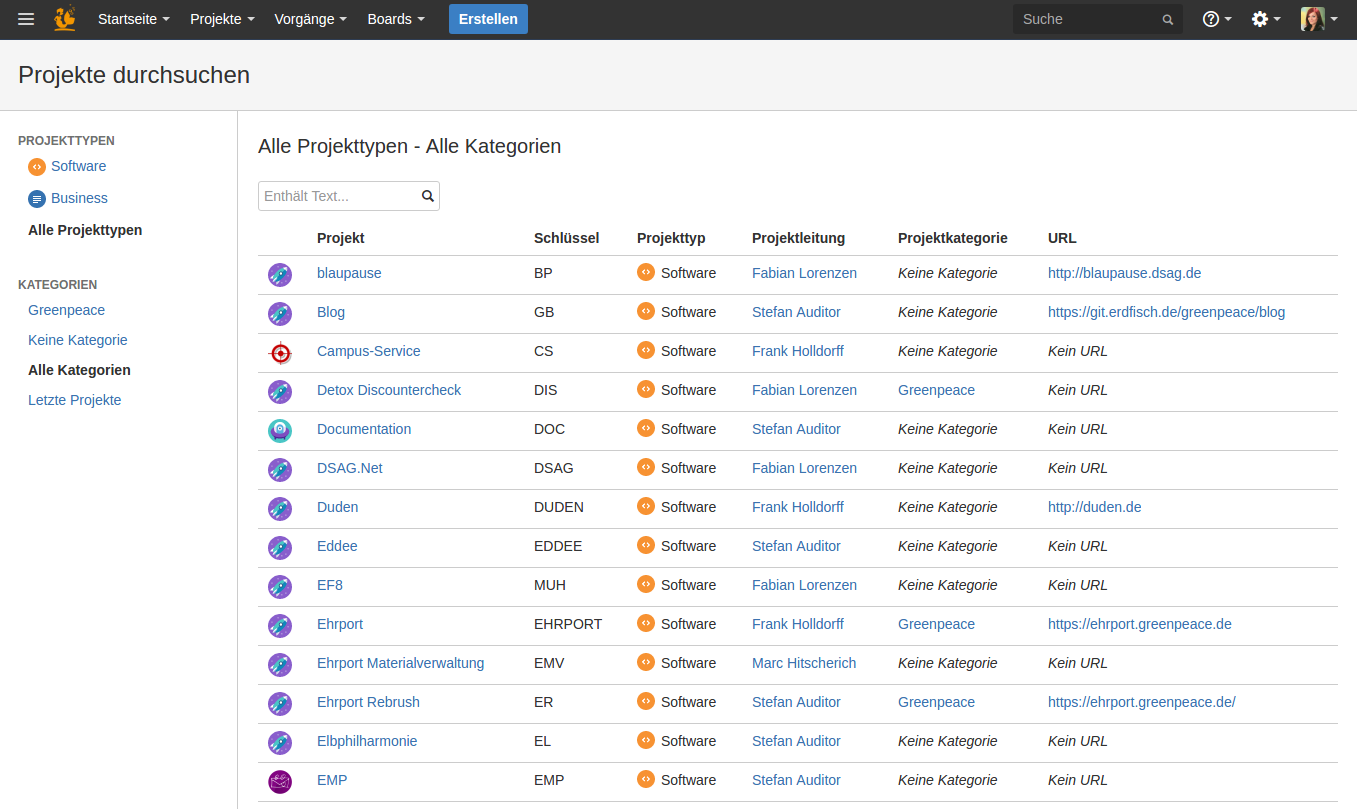 Startseite Projekte Vorgänge Boards Erstellen Suche
Projekte durchsuchen
PROJEKTTYPEN
Software
Business
Alle Projekttypen
KATEGORIEN
Greenpeace
Keine Kategorie
Alle Kategorien
Letzte Projekte
Alle Projekttypen - Alle Kategorien
Enthält Text...
Projekt Schlüssel Projekttyp Projektleitung Projektkategorie URL
blaupause BP Software Fabian Lorenzen Keine Kategorie http://blaupause.dsag.de
Blog GB Software Stefan Auditor Keine Kategorie https://git.erdfisch.de/greenpeace/blog
Campus-Service CS Software Frank Holldorff Keine Kategorie Kein URL
Detox Discountercheck DIS Software Fabian Lorenzen Greenpeace Kein URL
Documentation DOC Software Stefan Auditor Keine Kategorie Kein URL
DSAG.Net DSAG Software Fabian Lorenzen Keine Kategorie Kein URL
Duden DUDEN Software Frank Holldorff Keine Kategorie http://duden.de
Eddee EDDEE Software Stefan Auditor Keine Kategorie Kein URL
EF8 MUH Software Fabian Lorenzen Keine Kategorie Kein URL
Ehrport EHRPORT Software Frank Holldorff Greenpeace https://ehrport.greenpeace.de
Ehrport Materialverwaltung EMV Software Marc Hitscherich Keine Kategorie Kein URL
Ehrport Rebrush ER Software Stefan Auditor Greenpeace https://ehrport.greenpeace.de/
Elbphilharmonie EL Software Stefan Auditor Keine Kategorie Kein URL
EMP EMP Software Stefan Auditor Keine Kategorie Kein URL